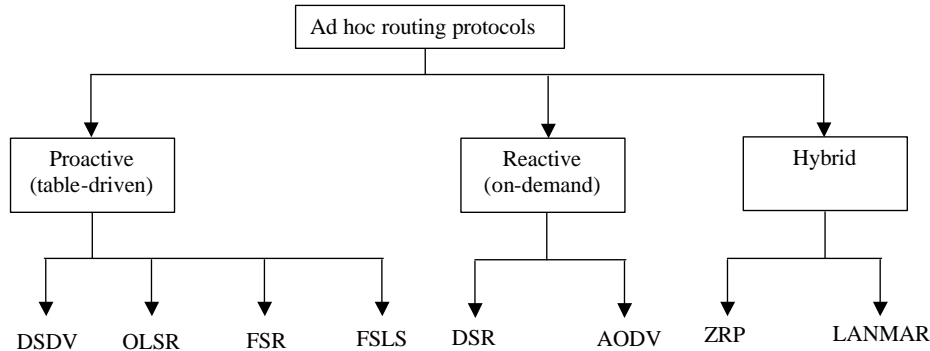 Ad hoc routing protocols
Proactive
(table-driven)
Reactive
(on-demand)
Hybrid
DSDV
OLSR
FSR
FSLS
DSR
AODV
ZRP
LANMAR